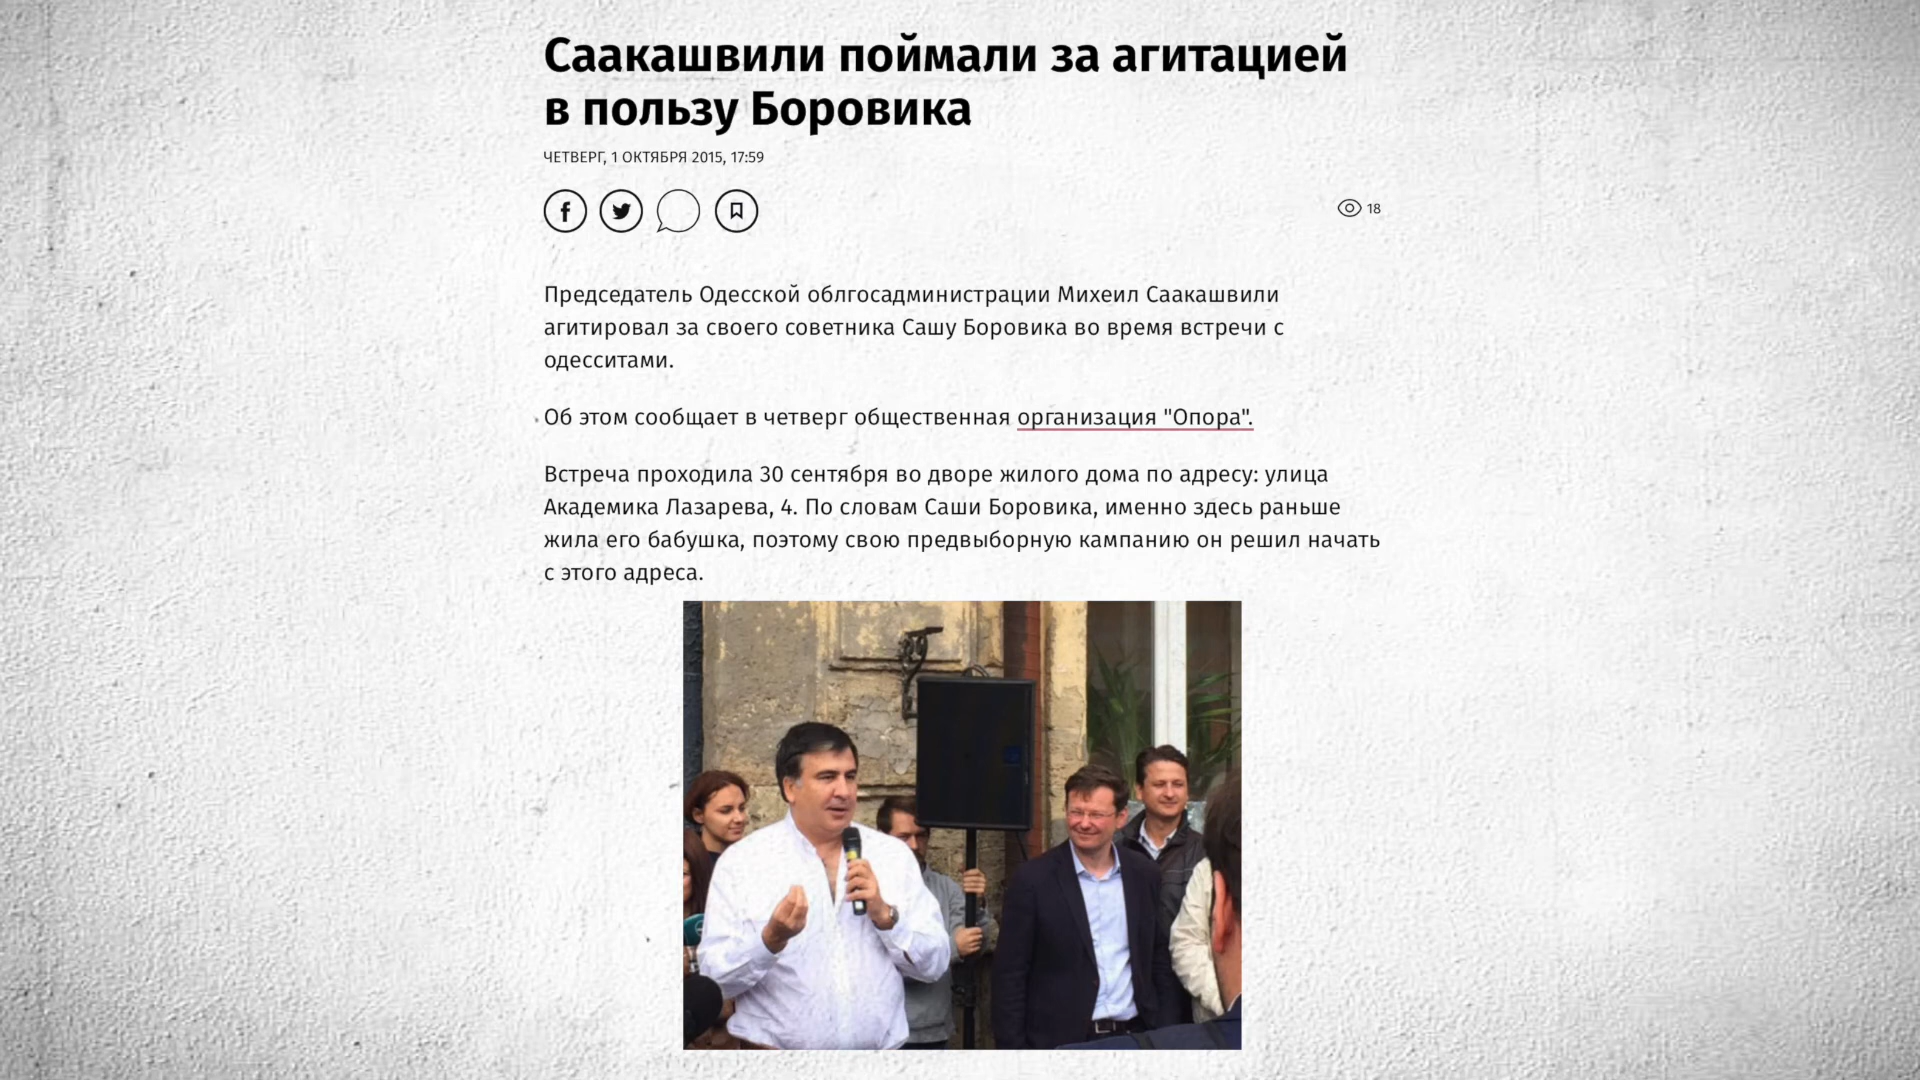 Саакашвили поймали за агитацией
в пользу Боровика
ЧЕТВЕРГ, 1 ОКТЯБРЯ 2015, 17:59
18
Председатель Одесской облгосадминистрации Михеил Саакашвили
агитировал за своего советника Сашу Боровика во время встречи с
одесситами.
Об этом сообщает в четверг общественная организация "Опора".
Встреча проходила 30 сентября во дворе жилого дома по адресу: улица
Академика Лазарева, 4. По словам Саши Боровика, именно здесь раньше
жила его бабушка, поэтому свою предвыборную кампанию он решил начать
с этого адреса.